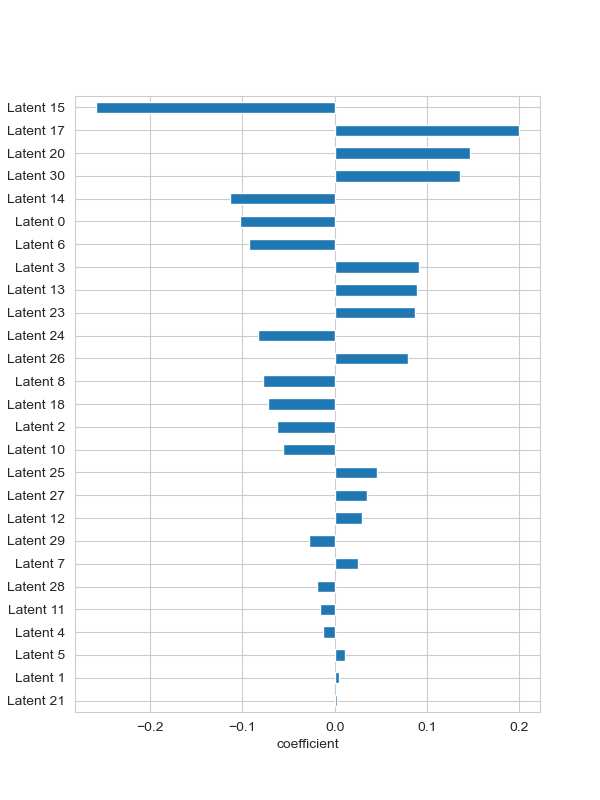 Latent 15
Latent 17
Latent 20
Latent 30
Latent 14
Latent 0
Latent 6
Latent 3
Latent 13
Latent 23
Latent 24
Latent 26
Latent 8
Latent 18
Latent 2
Latent 10
Latent 25
Latent 27
Latent 12
Latent 29
Latent 7
Latent 28
Latent 11
Latent 4
Latent 5
Latent 1
Latent 21
−0.2 −0.1 0.0 0.1 0.2
coefficient